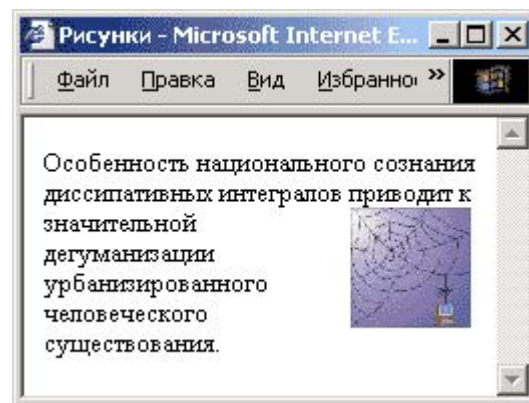 Рисунки - Microsoft Internet E...
Файл Правка Вид Избранно »
Особенность национального сознания
диссипативных интегралов приводит к
значительной
дегуманизации
урбанизированного
человеческого
существования.